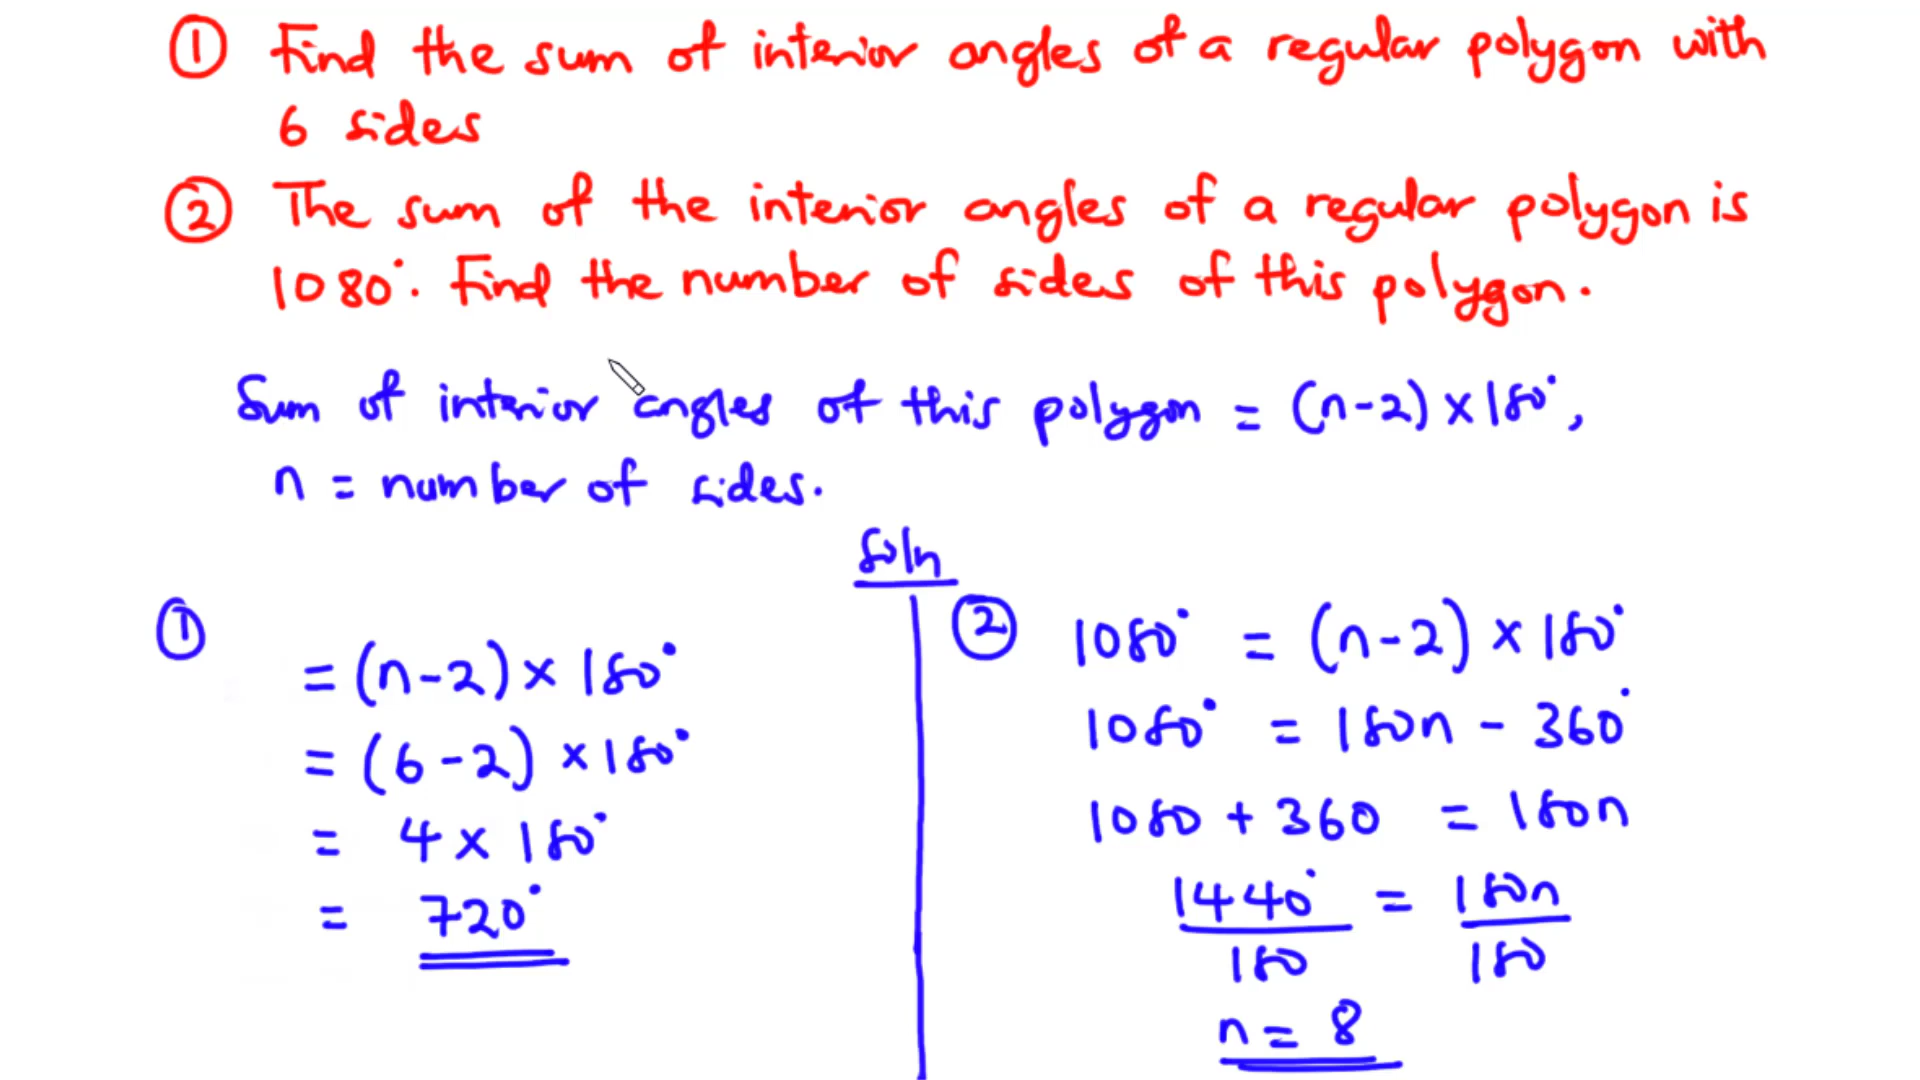 ① Find the sum of interior angles of a regular polygon with
6 sides
② The sum of the interior angles of a regular polygon is
1080°. Find the number of sides of this polygon.
Sum of interior angles of this polygon = (n-2) × 180°,
n = number of sides.
soln
①
= (n-2) × 180°
= (6-2) × 180°
= 4 × 180°
= 720°
② 1080° = (n-2) × 180°
1080° = 180n - 360°
1080 + 360 = 180n
1440° = 180n
180 180
n = 8